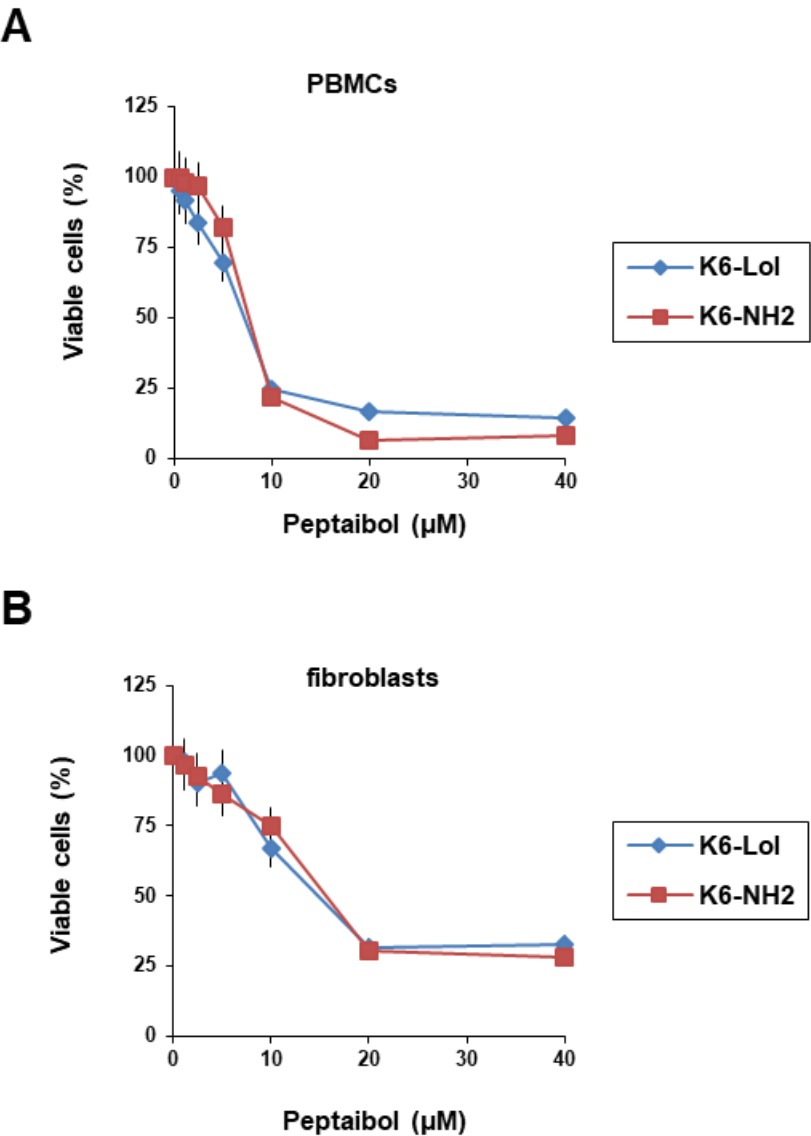 A
PBMCs
125
100
75
50
25
0
0 10 20 30 40
Viable cells (%)
Peptaibol (µM)
K6-Lol
K6-NH2
B
fibroblasts
125
100
75
50
25
0
0 10 20 30 40
Viable cells (%)
Peptaibol (µM)
K6-Lol
K6-NH2